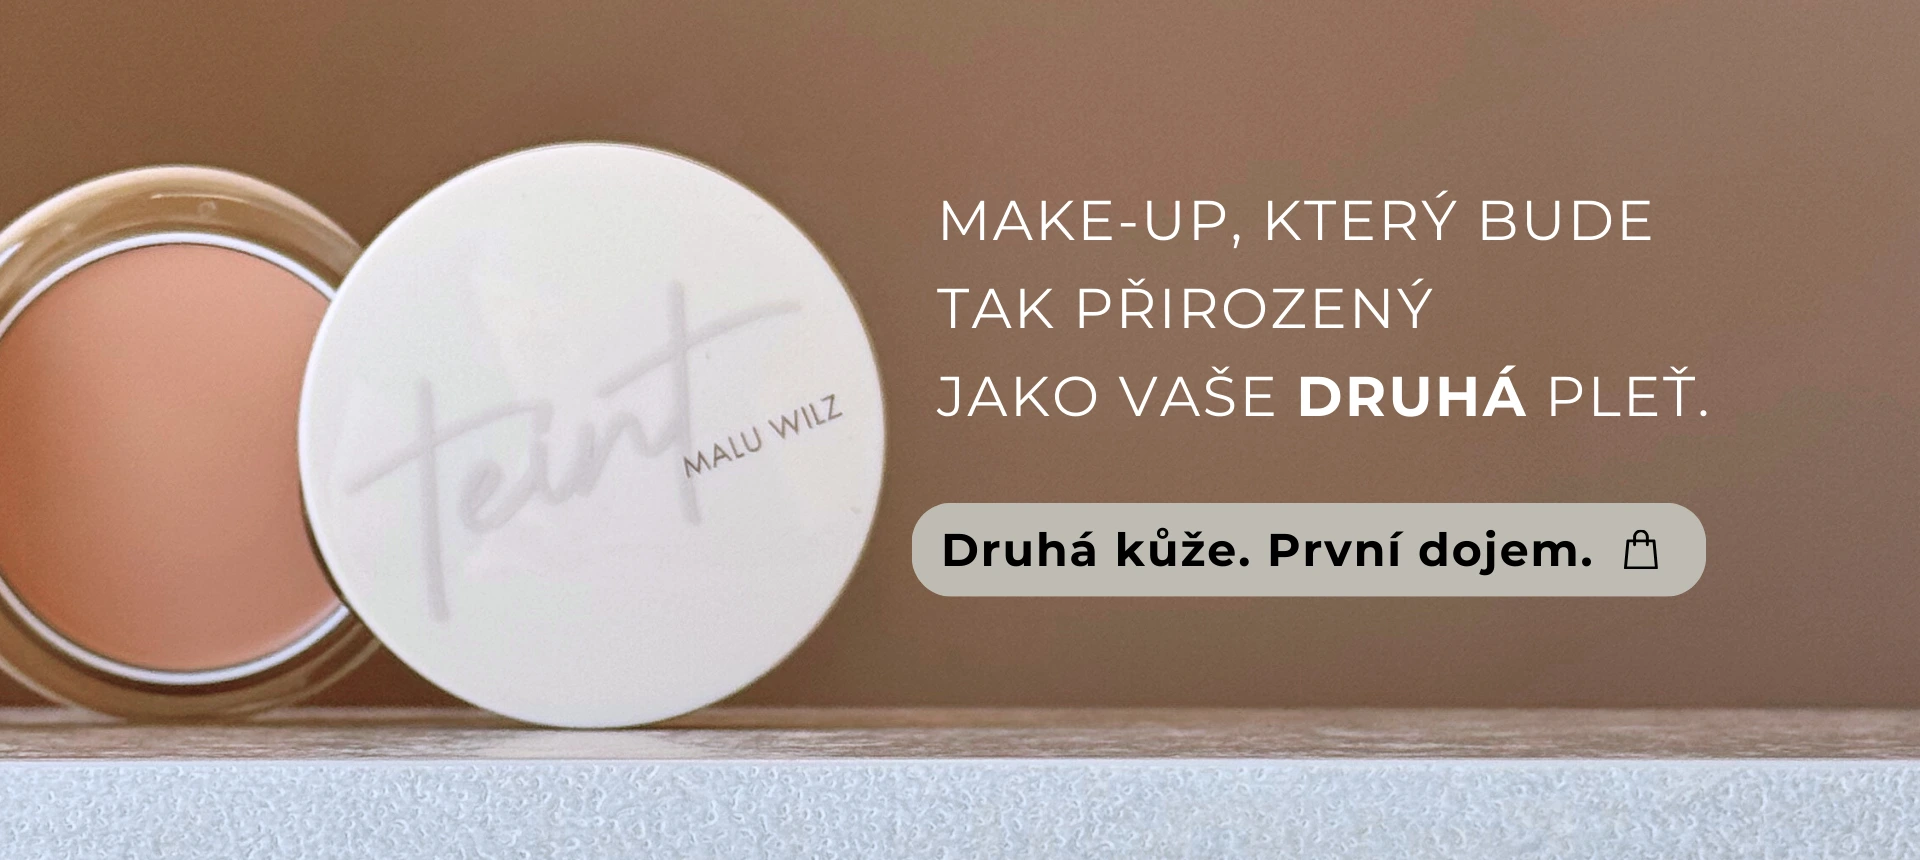 teint
MALU WILZ
MAKE-UP, KTERÝ BUDE
TAK PŘIROZENÝ
JAKO VAŠE DRUHÁ PLEŤ.
Druhá kůže. První dojem.